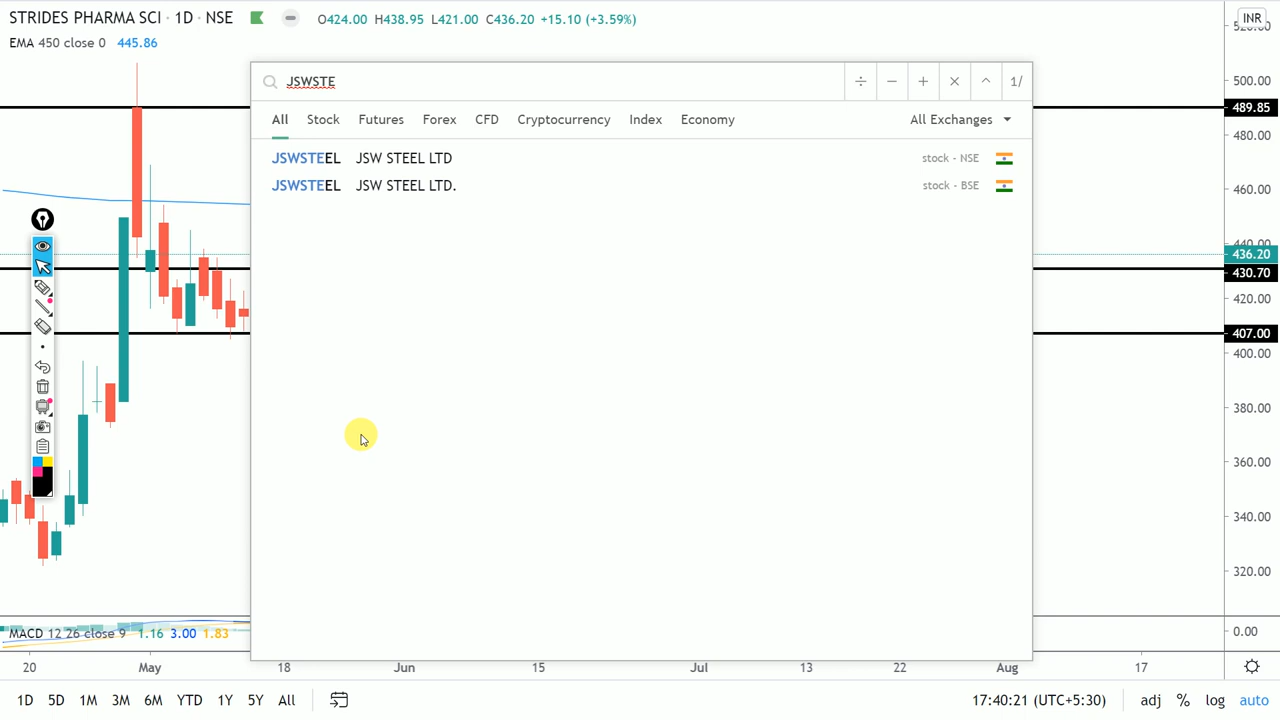 STRIDES PHARMA SCI · 1D · NSE O424.00 H438.95 L421.00 C436.20 +15.10 (+3.59%) INR
EMA 450 close 0 445.86
JSWSTE ÷ − + × ^ 1/
All Stock Futures Forex CFD Cryptocurrency Index Economy All Exchanges
JSWSTEEL JSW STEEL LTD stock - NSE
JSWSTEEL JSW STEEL LTD. stock - BSE
500.00
489.85
480.00
460.00
440.00
436.20
430.70
420.00
407.00
400.00
380.00
360.00
340.00
320.00
MACD 12 26 close 9 1.16 3.00 1.83 0.00
20 May 18 Jun 15 Jul 13 22 Aug 17
1D 5D 1M 3M 6M YTD 1Y 5Y All 17:40:21 (UTC+5:30) adj % log auto